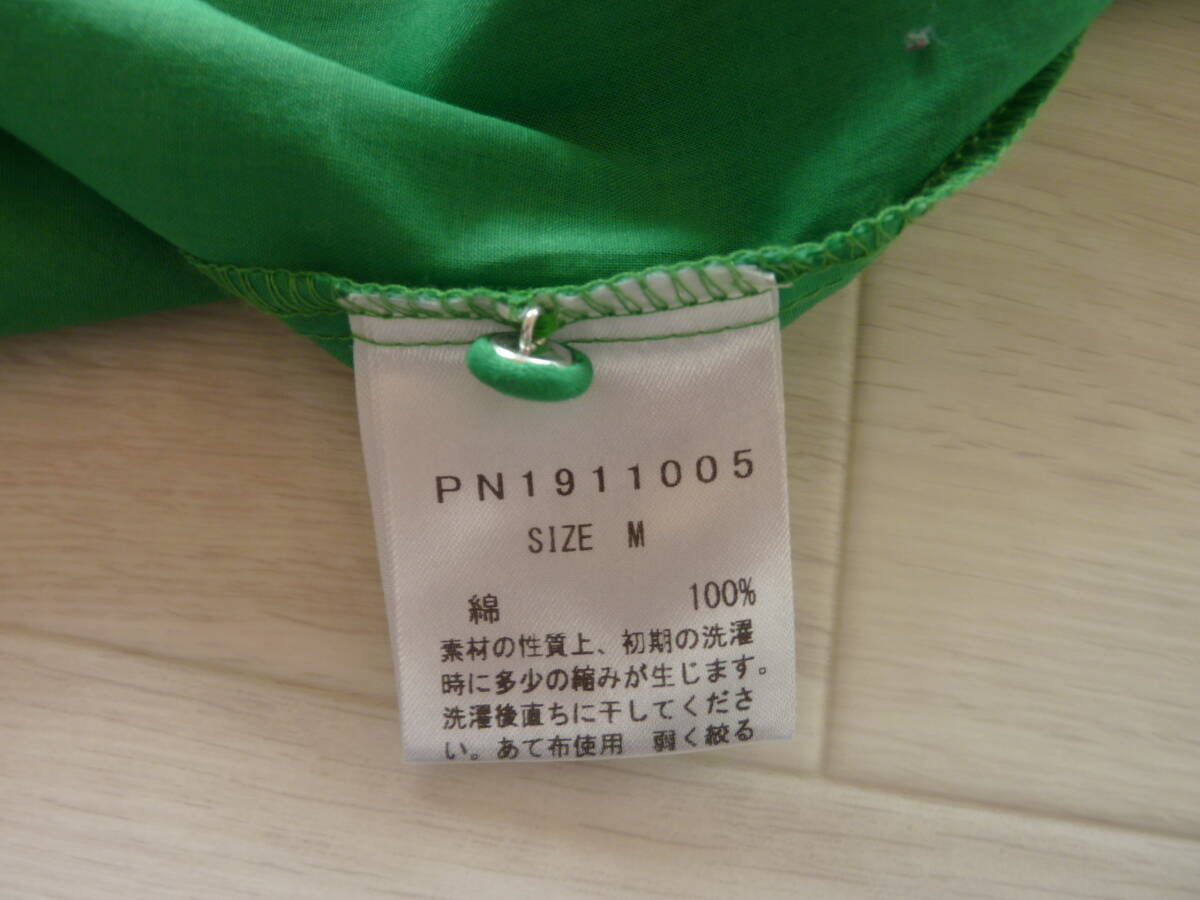 PN1911005
SIZE M
綿 100%
素材の性質上、初期の洗濯
時に多少の縮みが生じます。
洗濯後直ちに干してくださ
い。あて布使用 弱く絞る